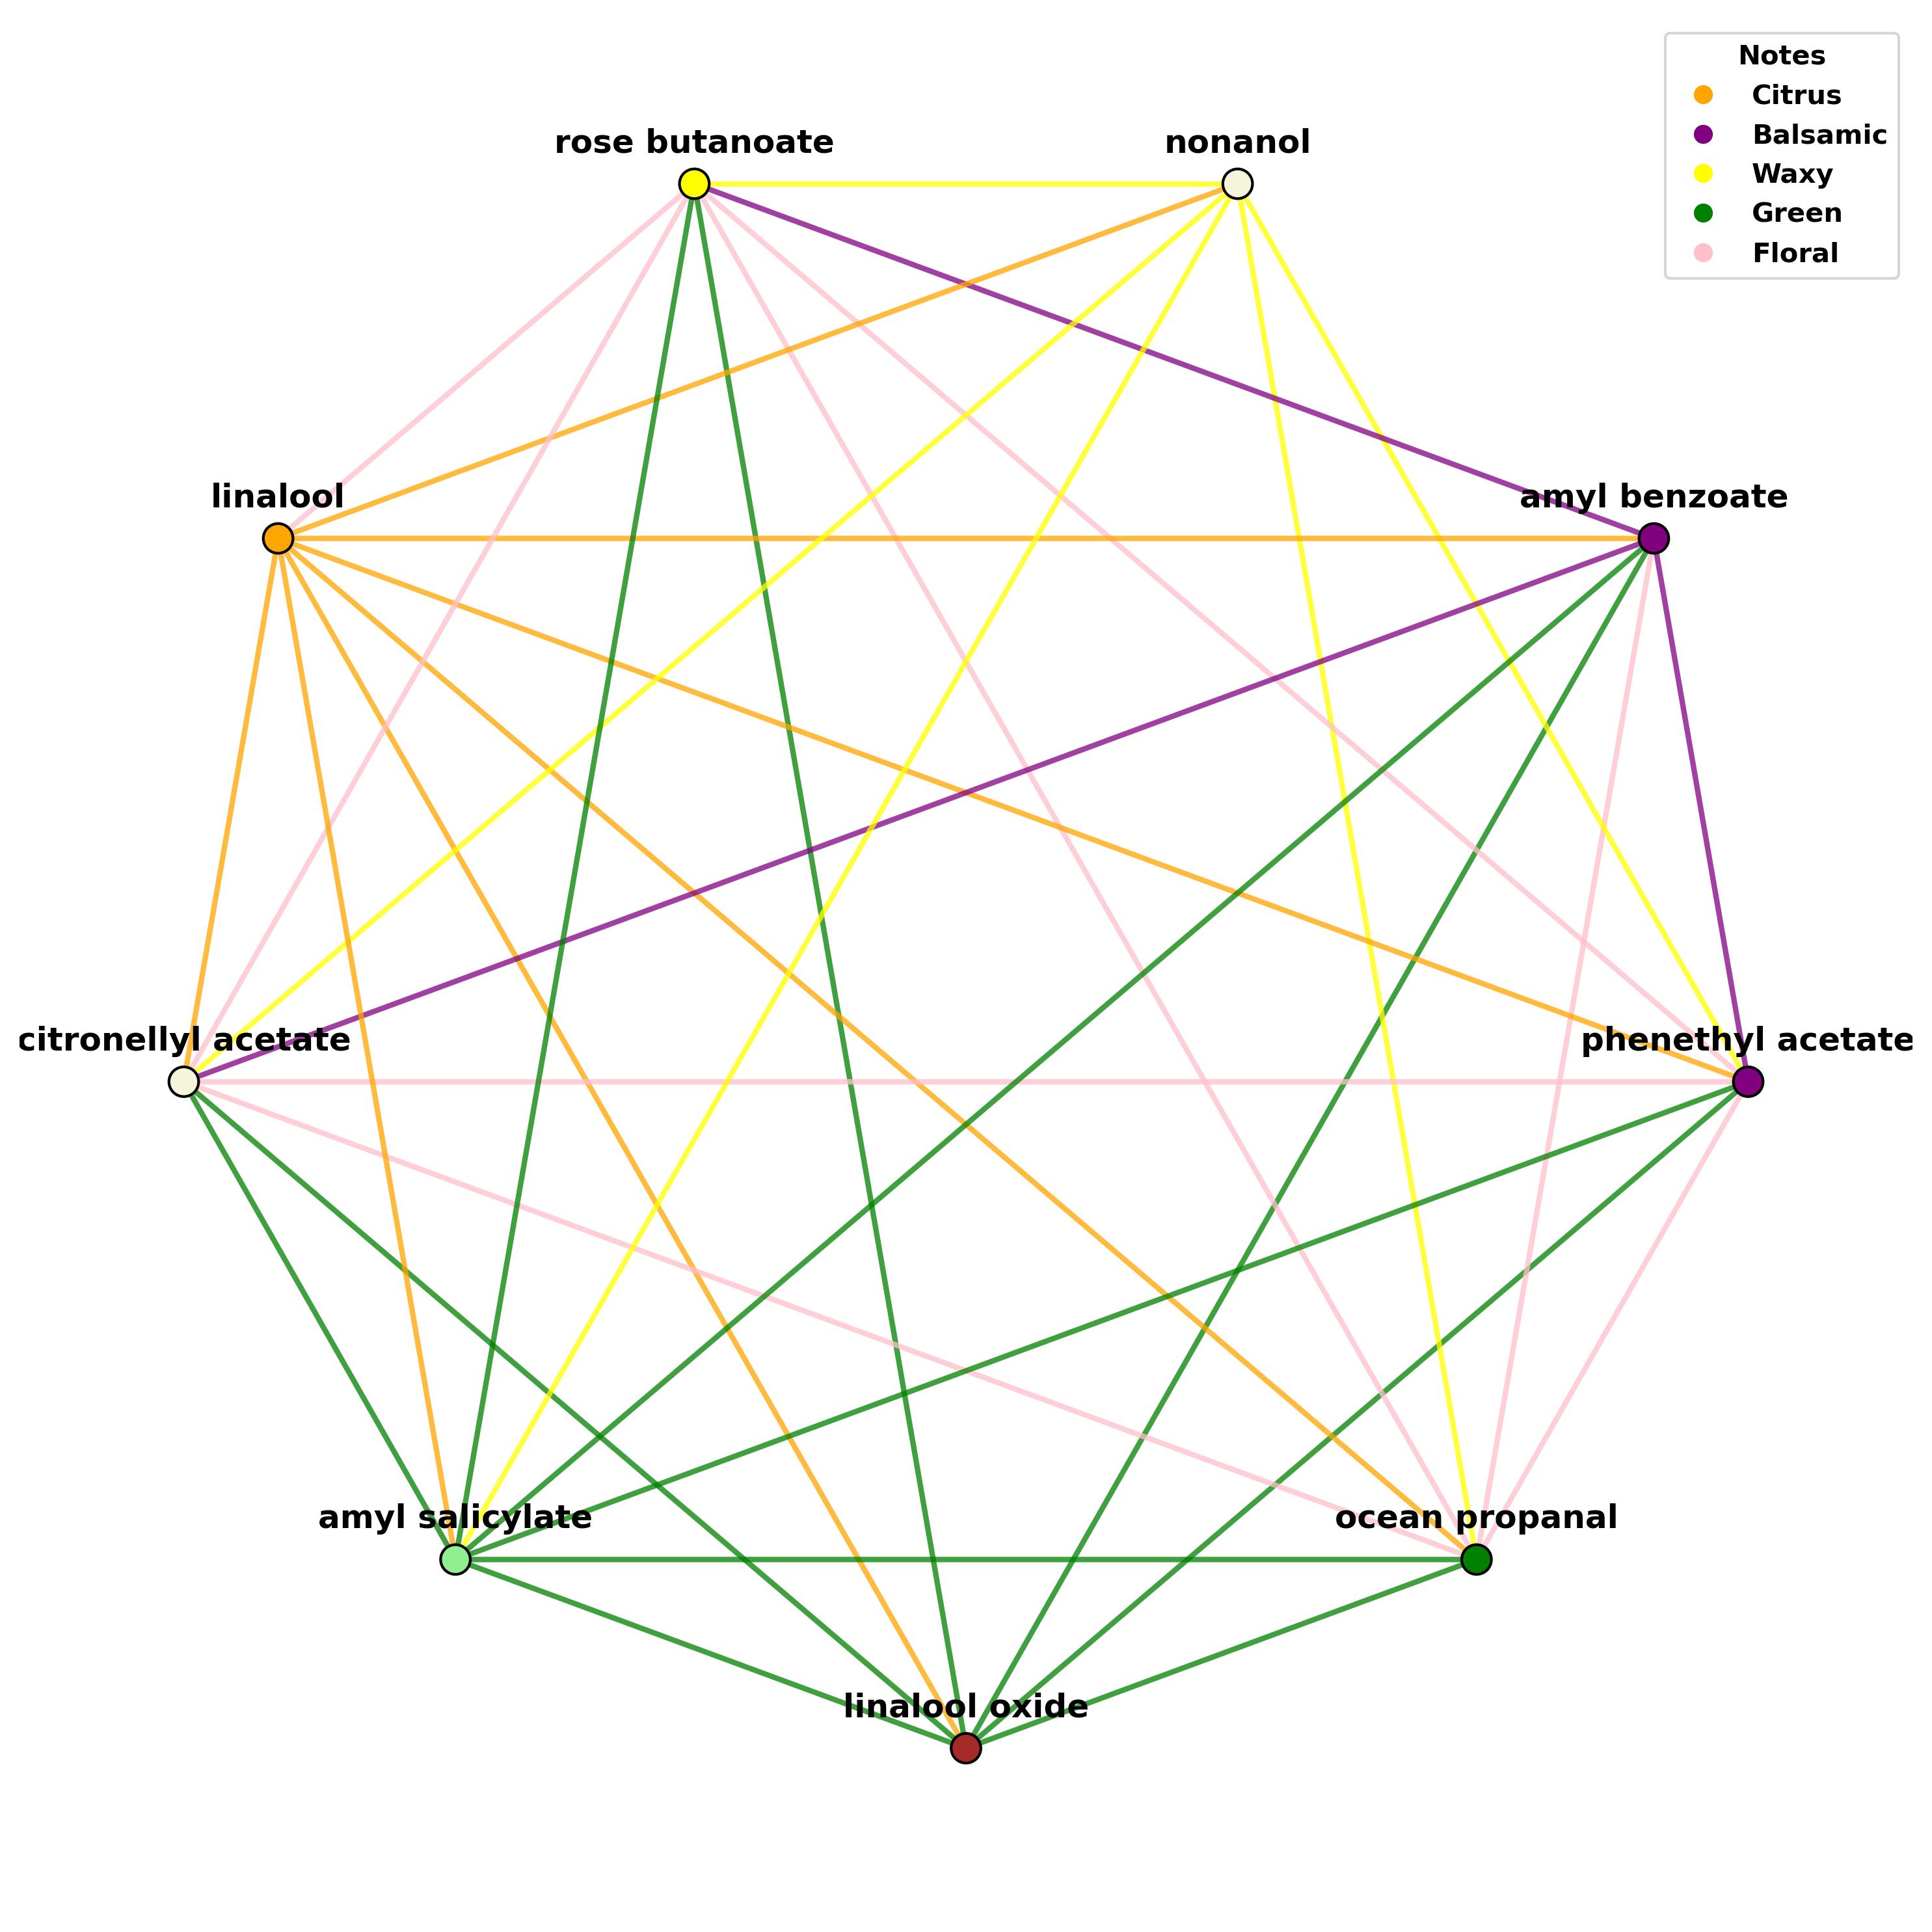 Notes
Citrus
Balsamic
Waxy
Green
Floral
rose butanoate
nonanol
linalool
amyl benzoate
citronellyl acetate
phenethyl acetate
amyl salicylate
ocean propanal
linalool oxide